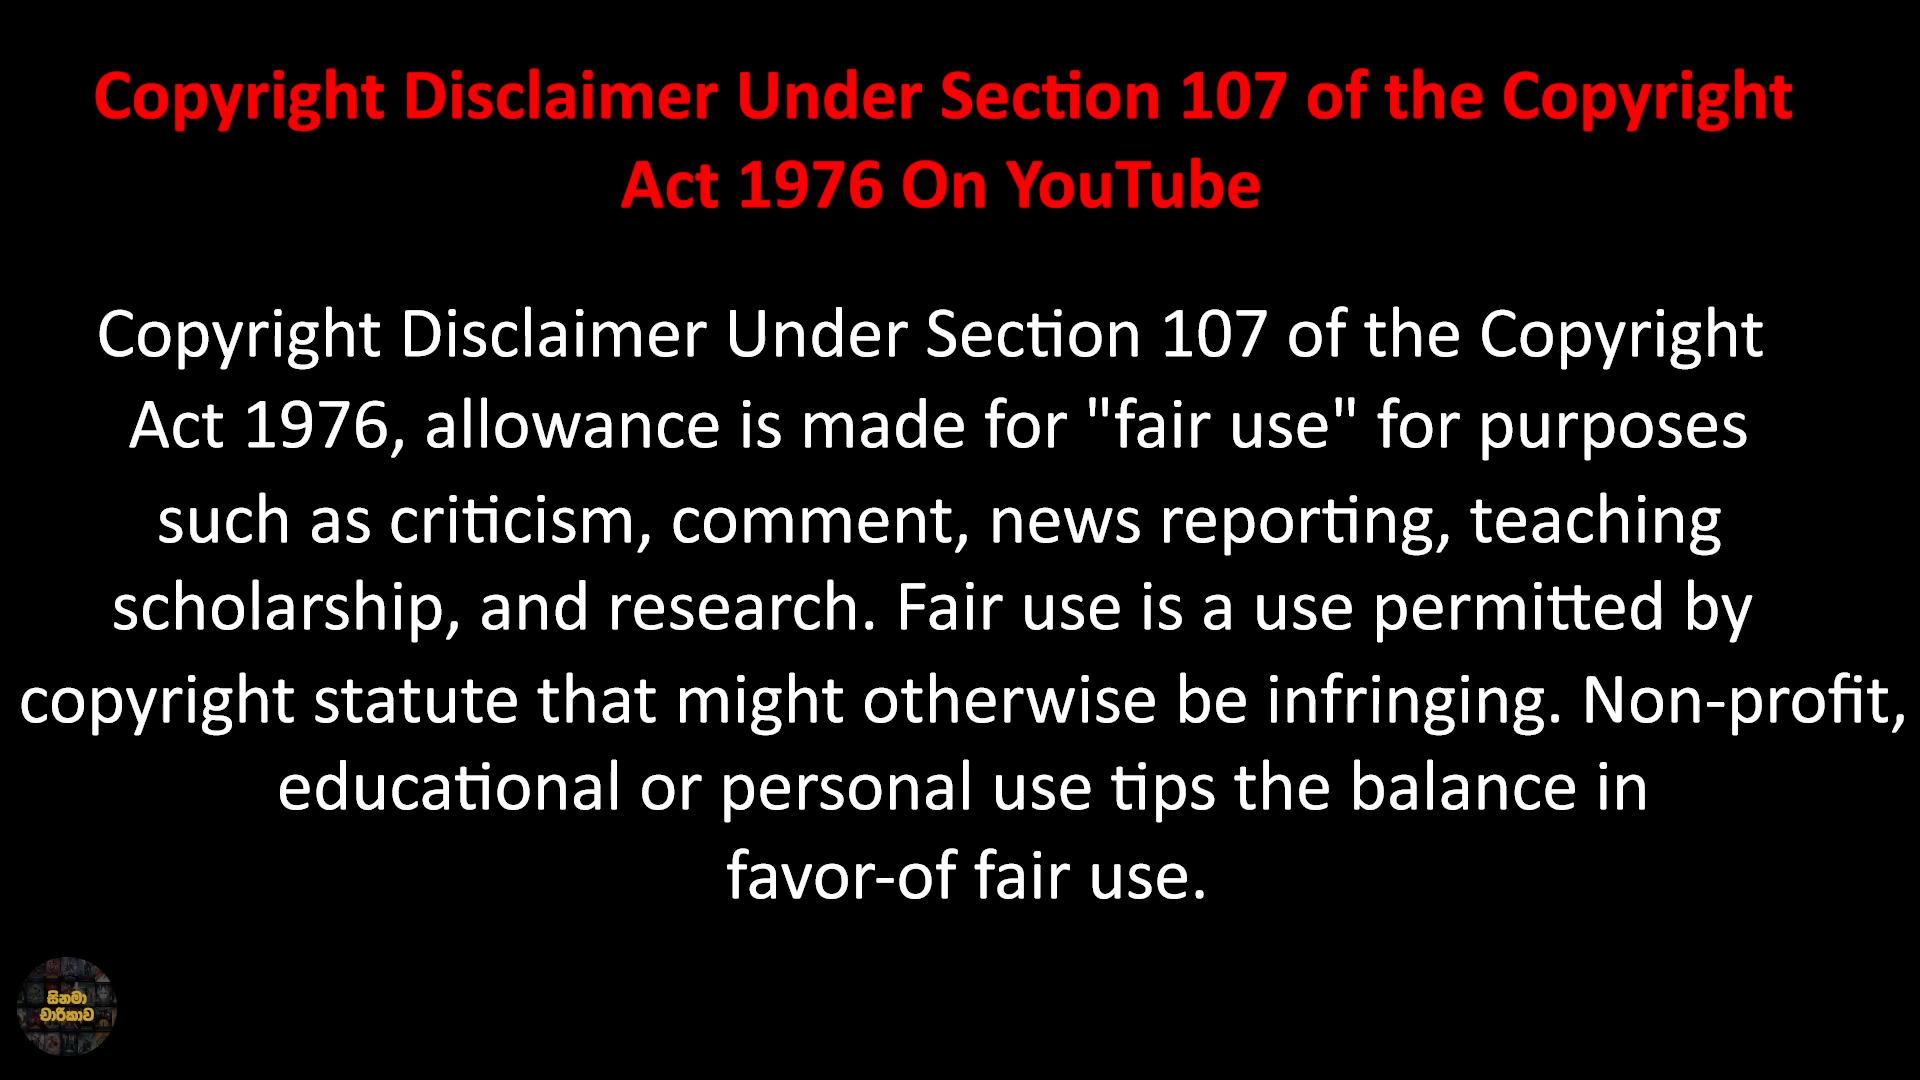 Copyright Disclaimer Under Section 107 of the Copyright
Act 1976 On YouTube
Copyright Disclaimer Under Section 107 of the Copyright
Act 1976, allowance is made for "fair use" for purposes
such as criticism, comment, news reporting, teaching
scholarship, and research. Fair use is a use permitted by
copyright statute that might otherwise be infringing. Non-profit,
educational or personal use tips the balance in
favor-of fair use.
සිනමා
චාරිකාව